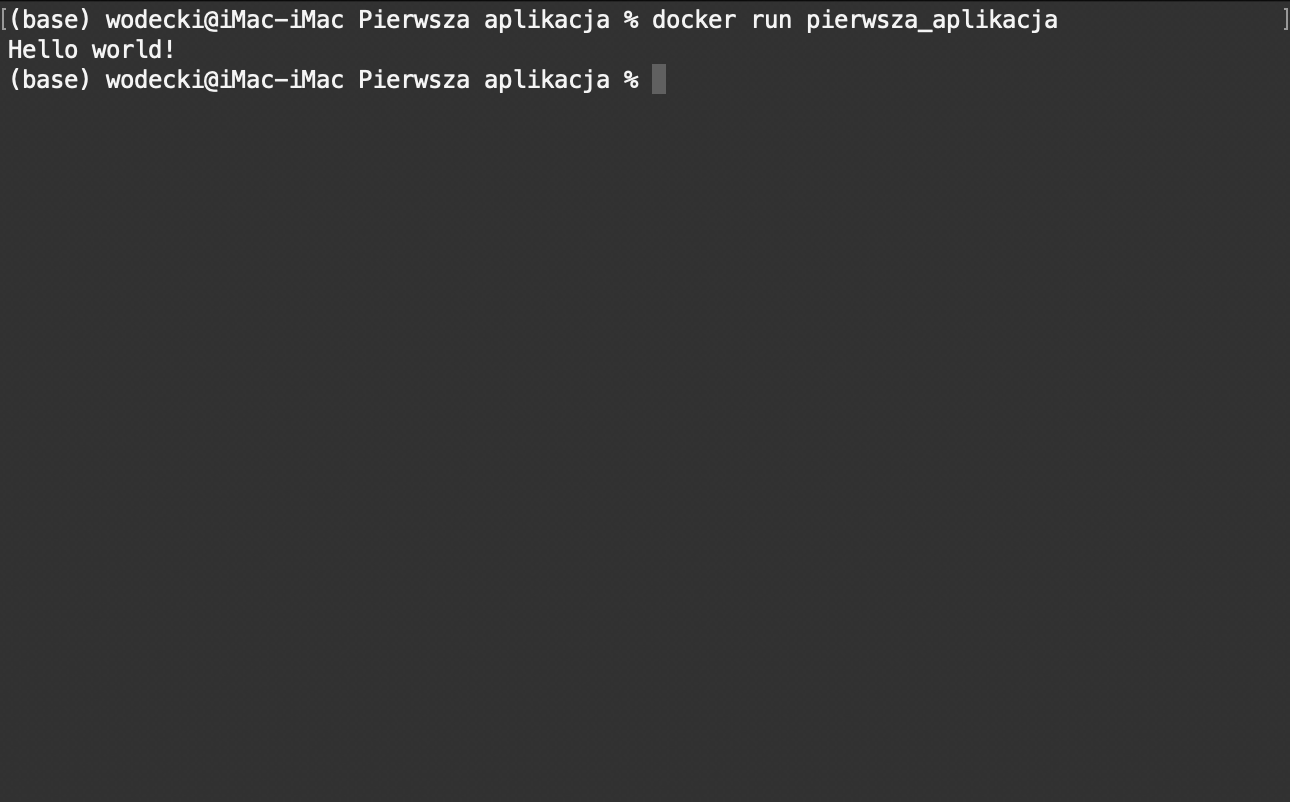 [(base) wodecki@iMac-iMac Pierwsza aplikacja % docker run pierwsza_aplikacja ]
Hello world!
(base) wodecki@iMac-iMac Pierwsza aplikacja %